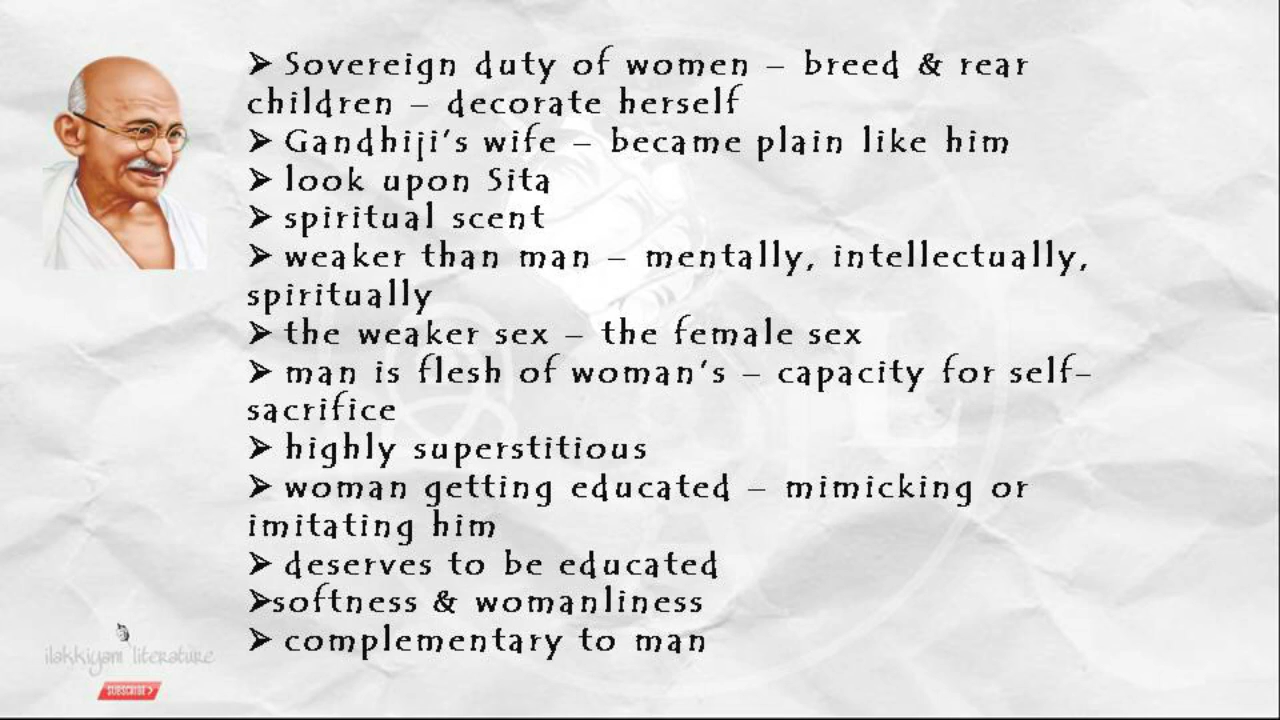 ➢ Sovereign duty of women – breed & rear
children – decorate herself
➢ Gandhiji's wife – became plain like him
➢ look upon Sita
➢ spiritual scent
➢ weaker than man – mentally, intellectually,
spiritually
➢ the weaker sex – the female sex
➢ man is flesh of woman's – capacity for self-
sacrifice
➢ highly superstitious
➢ woman getting educated – mimicking or
imitating him
➢ deserves to be educated
➢softness & womanliness
➢ complementary to man
ilakkiyani literature
SUBSCRIBE >